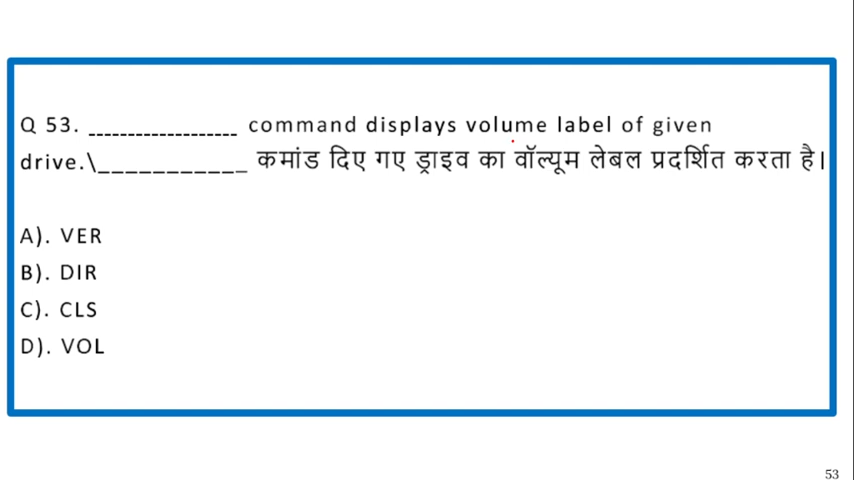 Q 53. ___________________ command displays volume label of given
drive.\___________ कमांड दिए गए ड्राइव का वॉल्यूम लेबल प्रदर्शित करता है।
A). VER
B). DIR
C). CLS
D). VOL
53